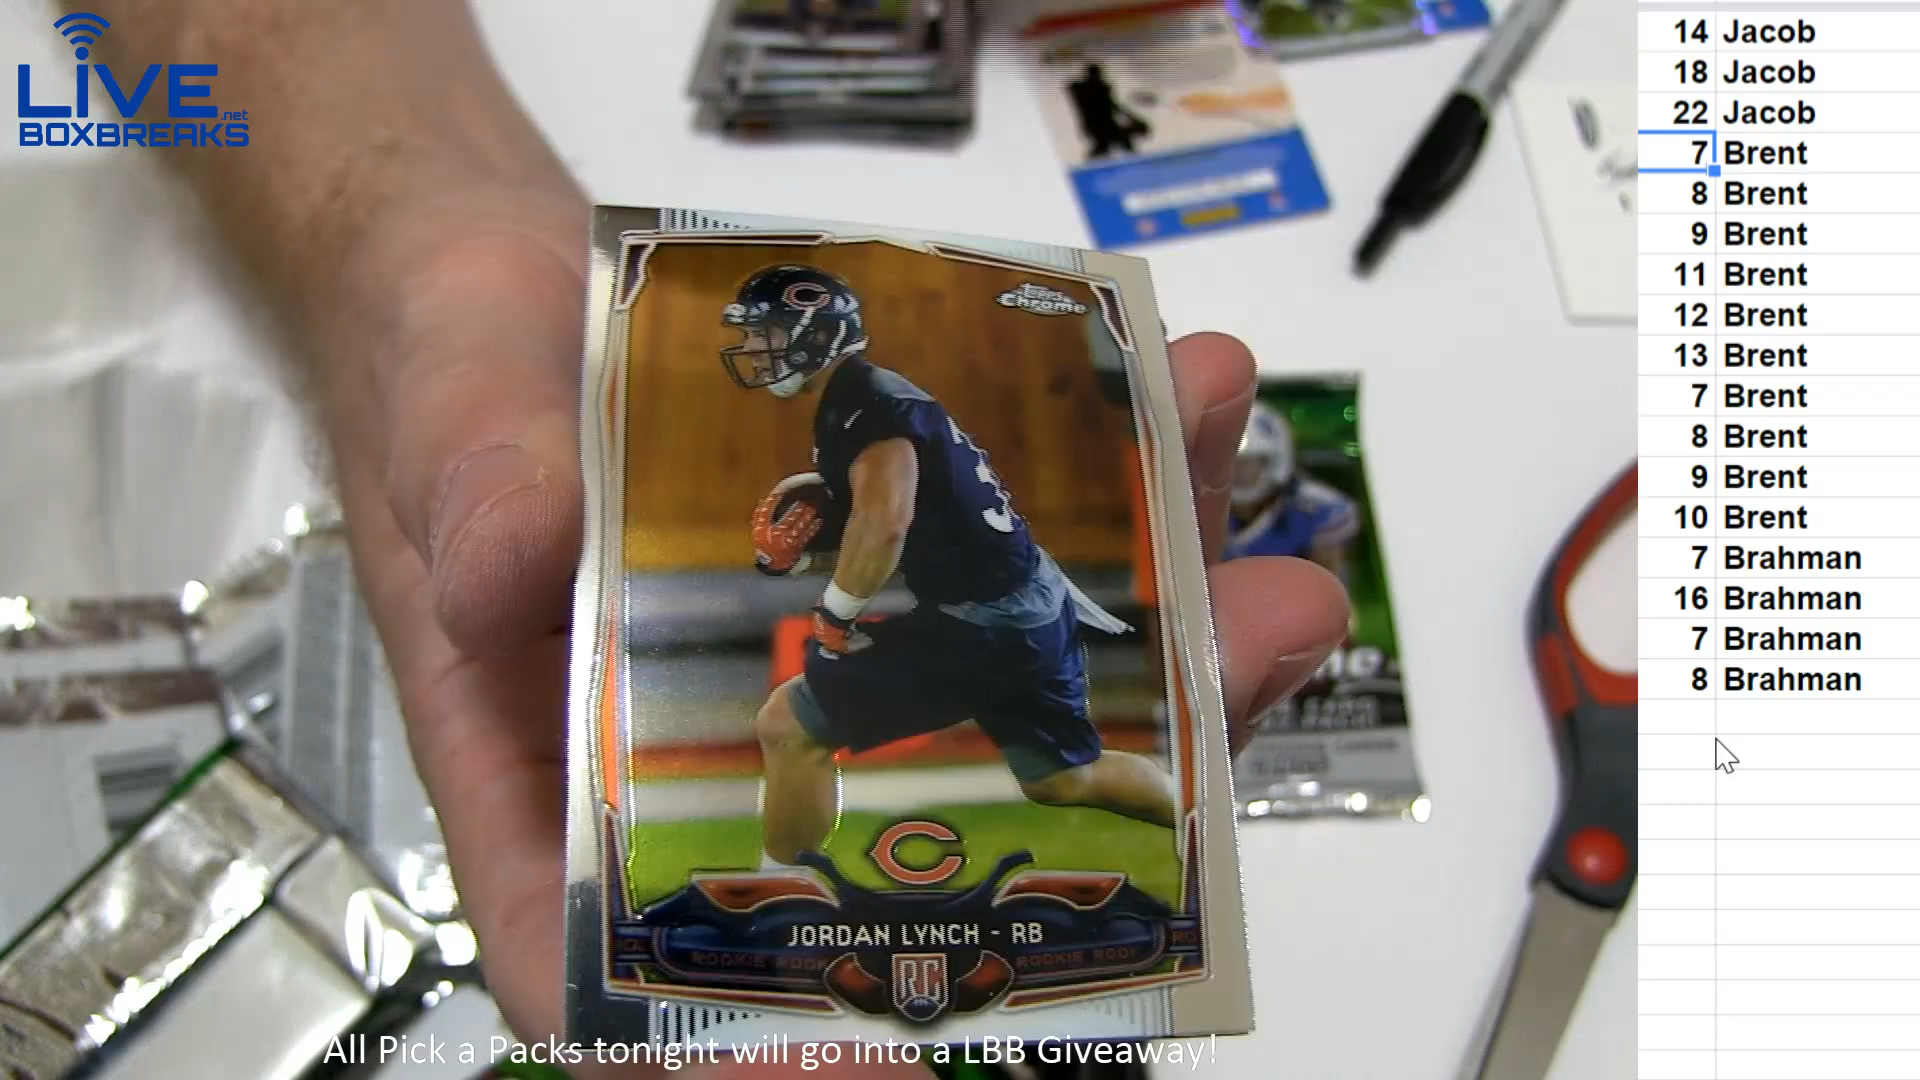 LIVE
.net
BOXBREAKS
Topps
Chrome
JORDAN LYNCH - RB
RC
All Pick a Packs tonight will go into a LBB Giveaway!
14 Jacob
18 Jacob
22 Jacob
7 Brent
8 Brent
9 Brent
11 Brent
12 Brent
13 Brent
7 Brent
8 Brent
9 Brent
10 Brent
7 Brahman
16 Brahman
7 Brahman
8 Brahman